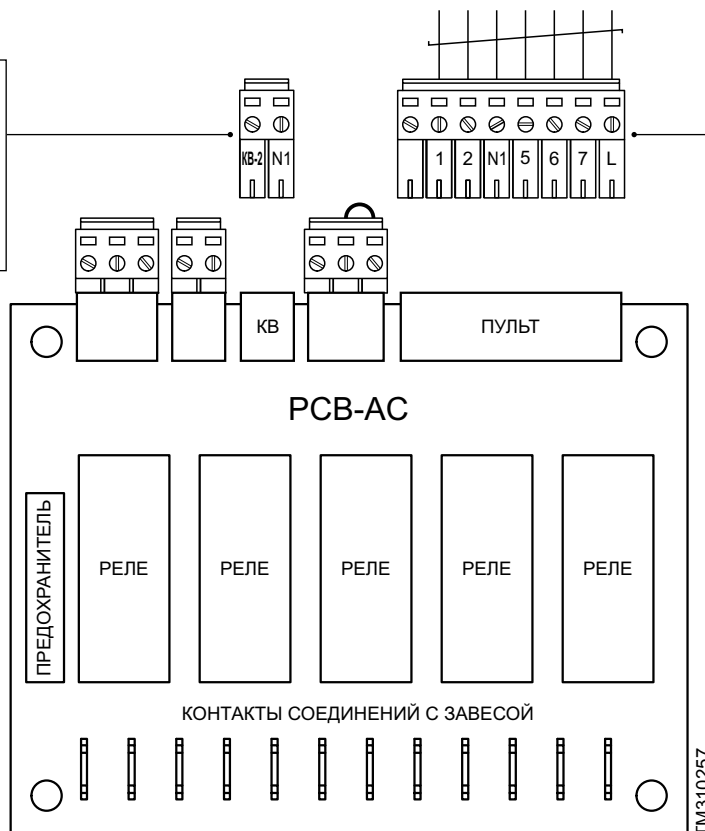 КВ-2 N1
1 2 N1 5 6 7 L
КВ
ПУЛЬТ
PCB-AC
ПРЕДОХРАНИТЕЛЬ
РЕЛЕ РЕЛЕ РЕЛЕ РЕЛЕ РЕЛЕ
КОНТАКТЫ СОЕДИНЕНИЙ С ЗАВЕСОЙ
TM310257